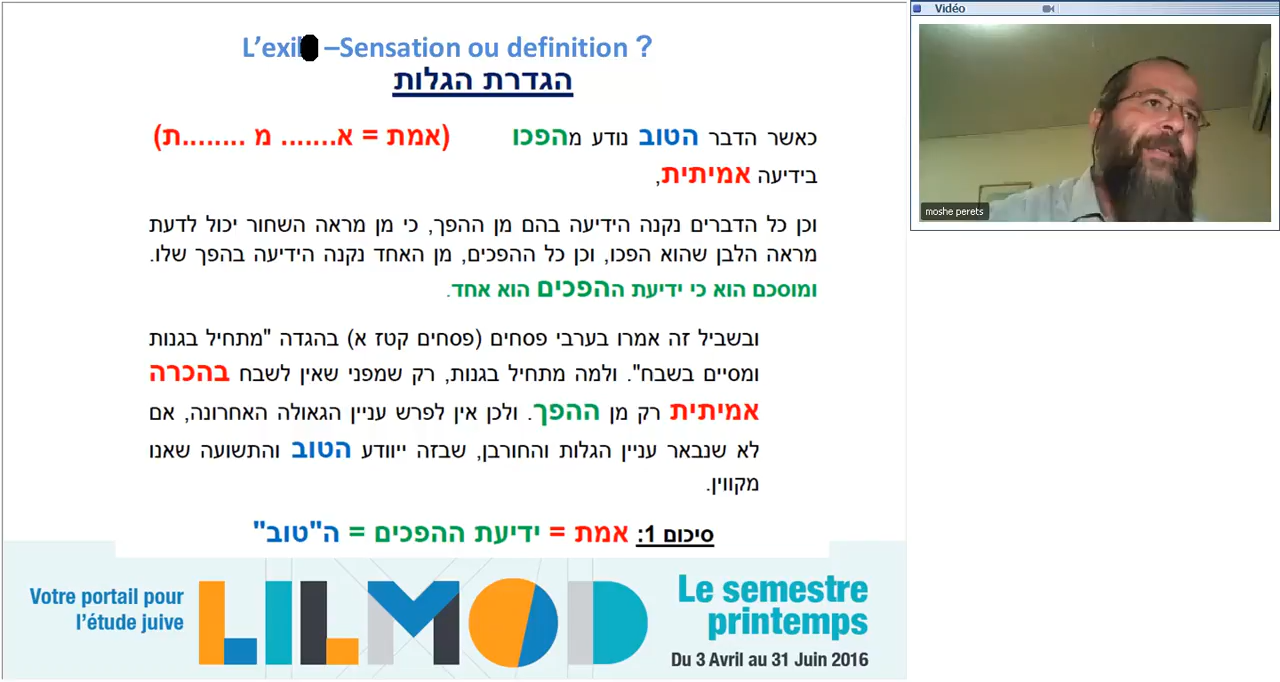 L'exil –Sensation ou definition ?
הגדרת הגלות
כאשר הדבר הטוב נודע מהפכו (אמת = א....... מ ........ת)
בידיעה אמיתית,
וכן כל הדברים נקנה הידיעה בהם מן ההפך, כי מן מראה השחור יכול לדעת
מראה הלבן שהוא הפכו, וכן כל ההפכים, מן האחד נקנה הידיעה בהפך שלו.
ומוסכם הוא כי ידיעת ההפכים הוא אחד.
ובשביל זה אמרו בערבי פסחים (פסחים קטז א) בהגדה "מתחיל בגנות
ומסיים בשבח". ולמה מתחיל בגנות, רק שמפני שאין לשבח בהכרה
אמיתית רק מן ההפך. ולכן אין לפרש עניין הגאולה האחרונה, אם
לא שנבאר עניין הגלות והחורבן, שבזה ייוודע הטוב והתשועה שאנו
מקווין.
סיכום 1: אמת = ידיעת ההפכים = ה"טוב"
Votre portail pour
l'étude juive
LILMOD
Le semestre
printemps
Du 3 Avril au 31 Juin 2016
Vidéo
moshe perets